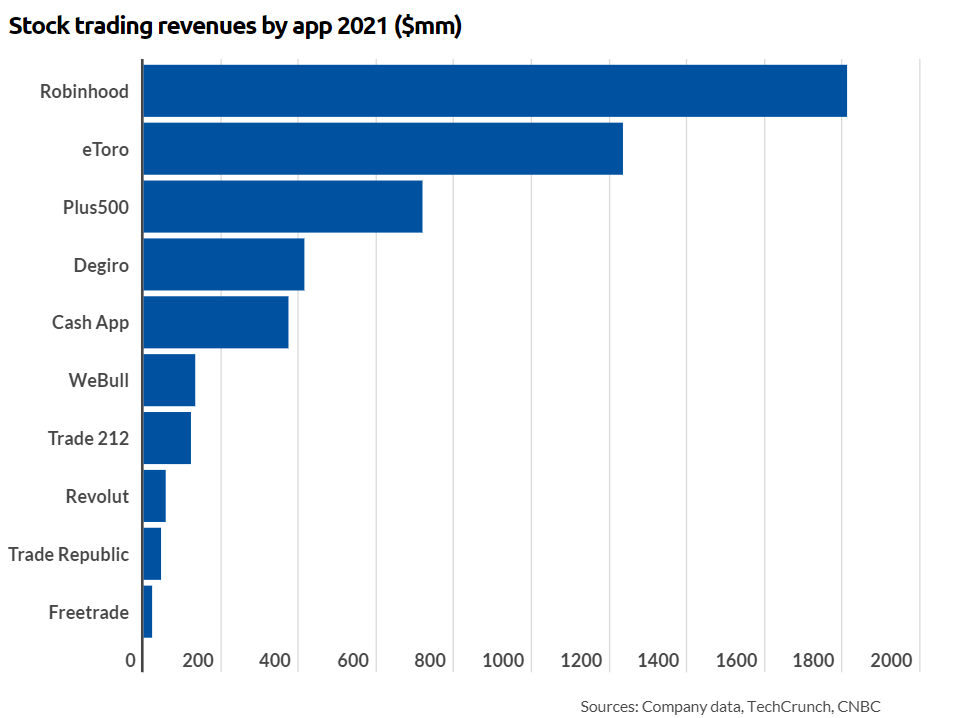 Stock trading revenues by app 2021 ($mm)
Robinhood
eToro
Plus500
Degiro
Cash App
WeBull
Trade 212
Revolut
Trade Republic
Freetrade
0 200 400 600 800 1000 1200 1400 1600 1800 2000
Sources: Company data, TechCrunch, CNBC